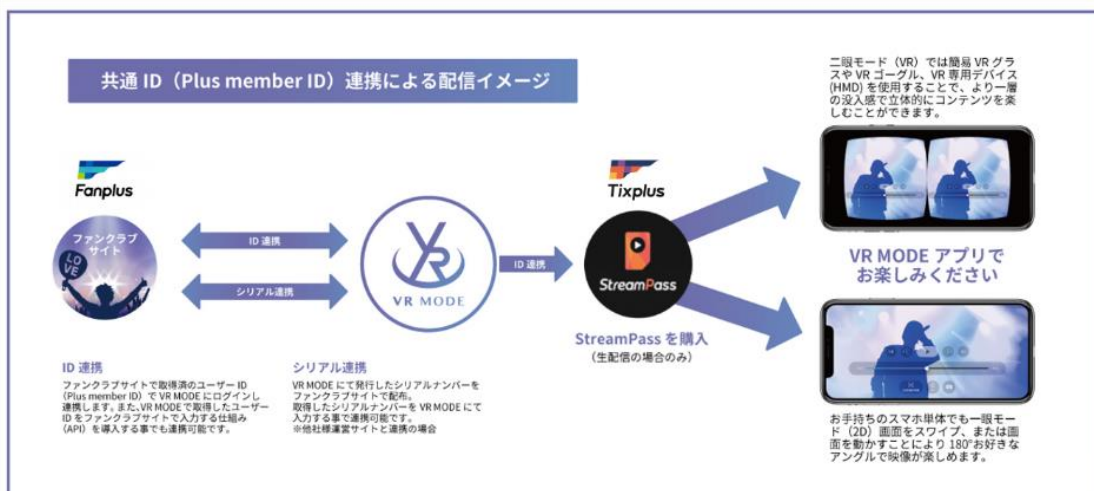 共通 ID（Plus member ID）連携による配信イメージ
二眼モード（VR）では簡易 VR グラ
スや VR ゴーグル、VR 専用デバイス
(HMD) を使用することで、より一層
の没入感で立体的にコンテンツを楽
しむことができます。
Fanplus
ファンクラブ
サイト
LO
VE
ID 連携
シリアル連携
VR MODE
ID 連携
Tixplus
StreamPass
StreamPass を購入
（生配信の場合のみ）
VR MODE アプリで
お楽しみください
ID 連携
ファンクラブサイトで取得済のユーザー ID
（Plus member ID）で VR MODE にログインし
連携します。また、VR MODE で取得したユーザー
ID をファンクラブサイトで入力する仕組み
（API）を導入する事でも連携可能です。
シリアル連携
VR MODE にて発行したシリアルナンバーを
ファンクラブサイトで配布。
取得したシリアルナンバーを VR MODE にて
入力する事で連携可能です。
※他社様運営サイトと連携の場合
お手持ちのスマホ単体でも一眼モー
ド（2D）画面をスワイプ、または画
面を動かすことにより 180°お好きな
アングルで映像が楽しめます。